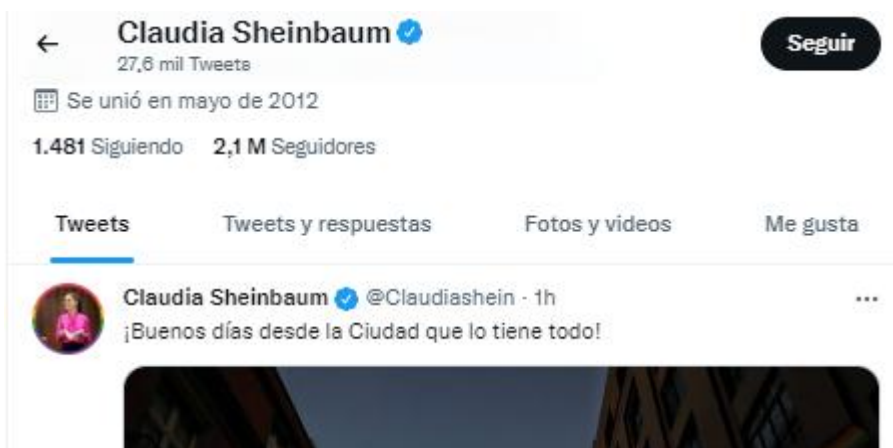 Claudia Sheinbaum
Seguir
27,6 mil Tweets
Se unió en mayo de 2012
1.481 Siguiendo 2,1 M Seguidores
Tweets Tweets y respuestas Fotos y videos Me gusta
Claudia Sheinbaum @Claudiashein · 1h
¡Buenos días desde la Ciudad que lo tiene todo!